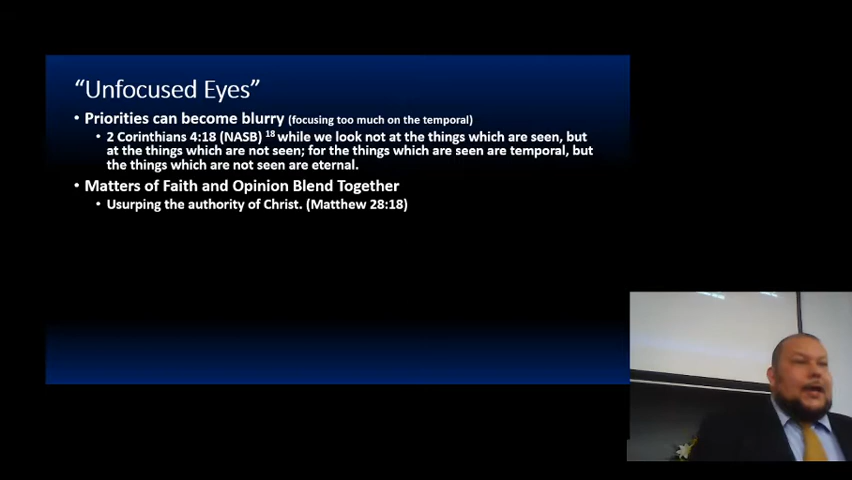 “Unfocused Eyes”
• Priorities can become blurry (focusing too much on the temporal)
• 2 Corinthians 4:18 (NASB) 18 while we look not at the things which are seen, but
at the things which are not seen; for the things which are seen are temporal, but
the things which are not seen are eternal.
• Matters of Faith and Opinion Blend Together
• Usurping the authority of Christ. (Matthew 28:18)